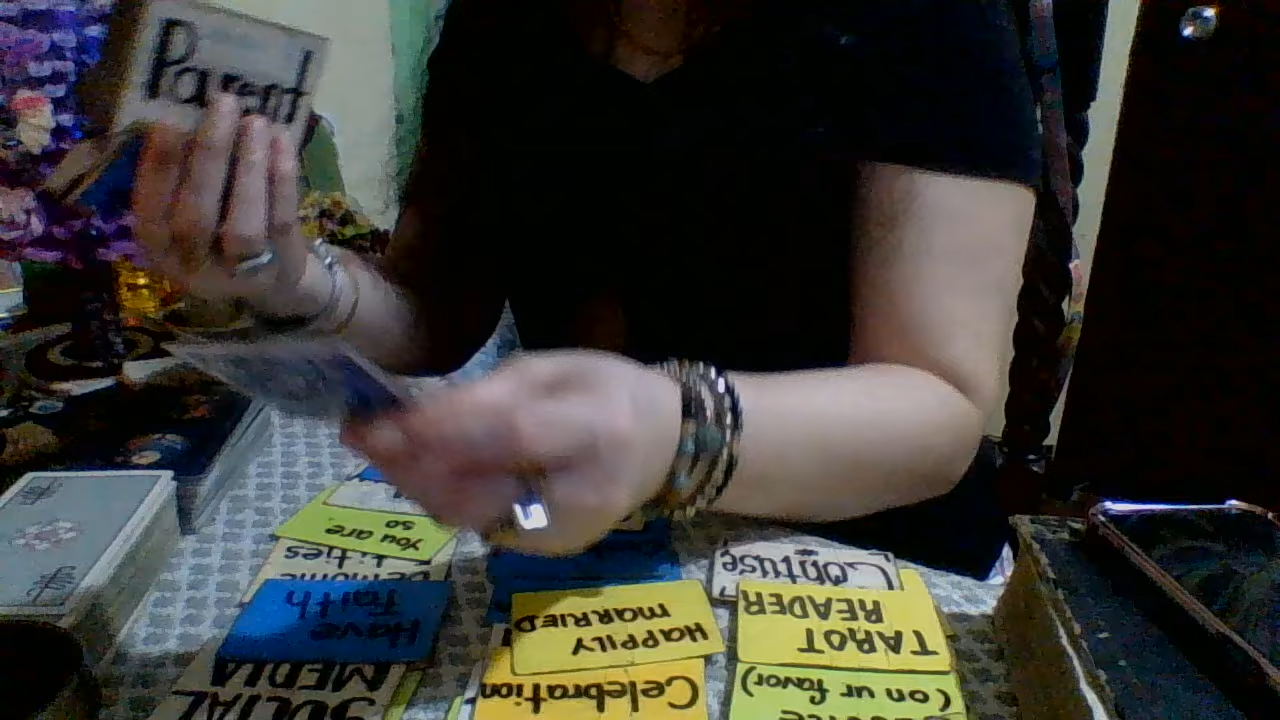 Parent
You are
so
Have
Faith
SOCIAL
MEDIA
HAPPILY
MARRIED
Celebration
Confuse
TAROT
READER
(on ur favor)